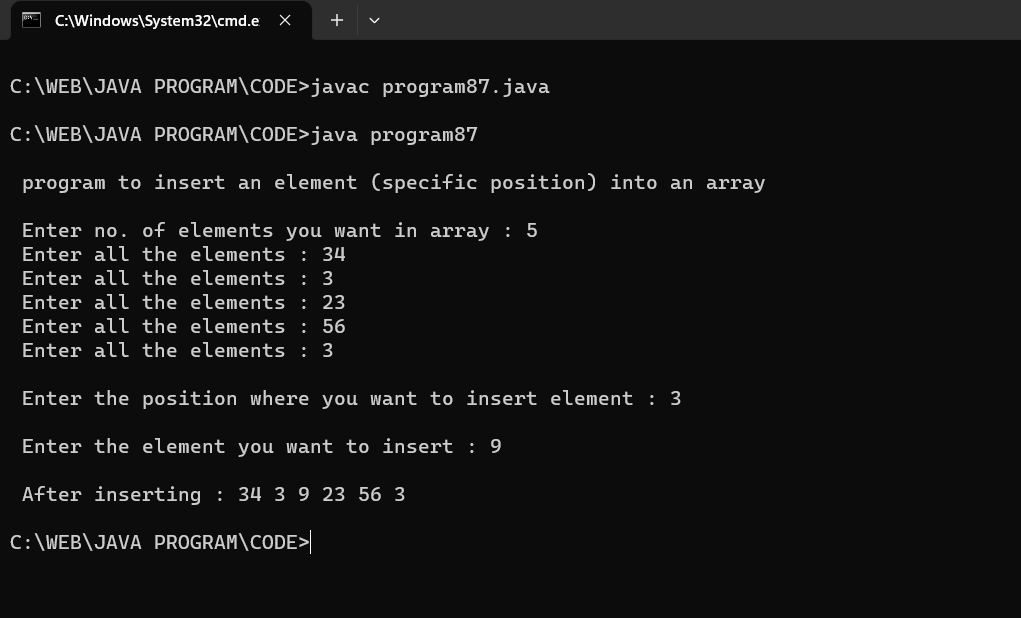 C:\Windows\System32\cmd.e
C:\WEB\JAVA PROGRAM\CODE>javac program87.java
C:\WEB\JAVA PROGRAM\CODE>java program87
program to insert an element (specific position) into an array
Enter no. of elements you want in array : 5
Enter all the elements : 34
Enter all the elements : 3
Enter all the elements : 23
Enter all the elements : 56
Enter all the elements : 3
Enter the position where you want to insert element : 3
Enter the element you want to insert : 9
After inserting : 34 3 9 23 56 3
C:\WEB\JAVA PROGRAM\CODE>